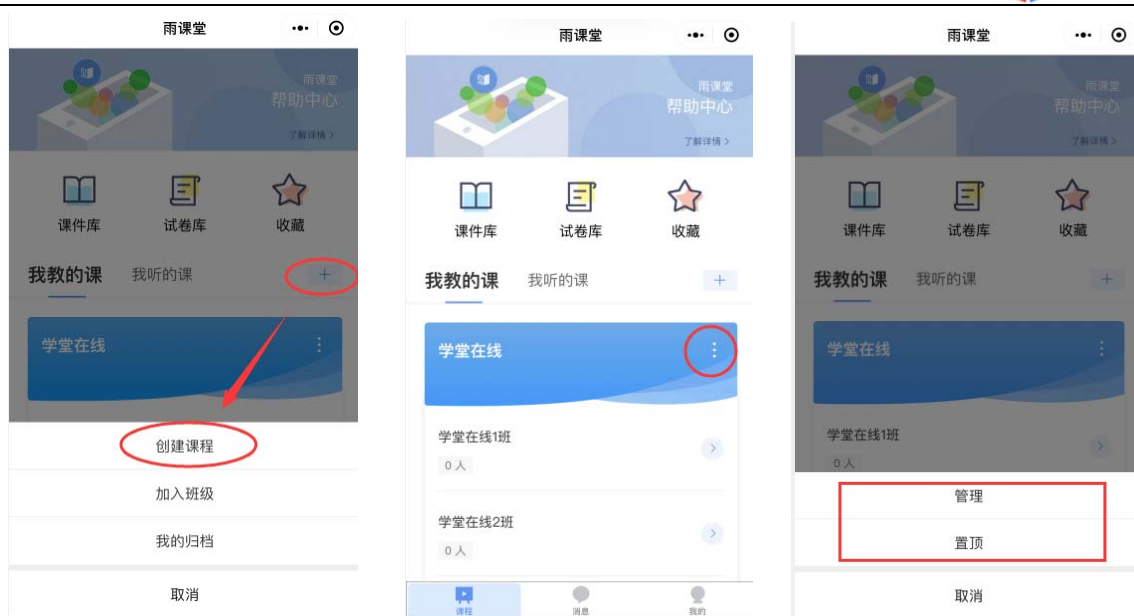 雨课堂
雨课堂
帮助中心
了解详情 >
课件库 试卷库 收藏
我教的课 我听的课 +
学堂在线
创建课程
加入班级
我的归档
取消
雨课堂
雨课堂
帮助中心
了解详情 >
课件库 试卷库 收藏
我教的课 我听的课 +
学堂在线
学堂在线1班
0人
学堂在线2班
0人
课程 消息 我的
雨课堂
雨课堂
帮助中心
了解详情 >
课件库 试卷库 收藏
我教的课 我听的课 +
学堂在线
学堂在线1班
0人
管理
置顶
取消